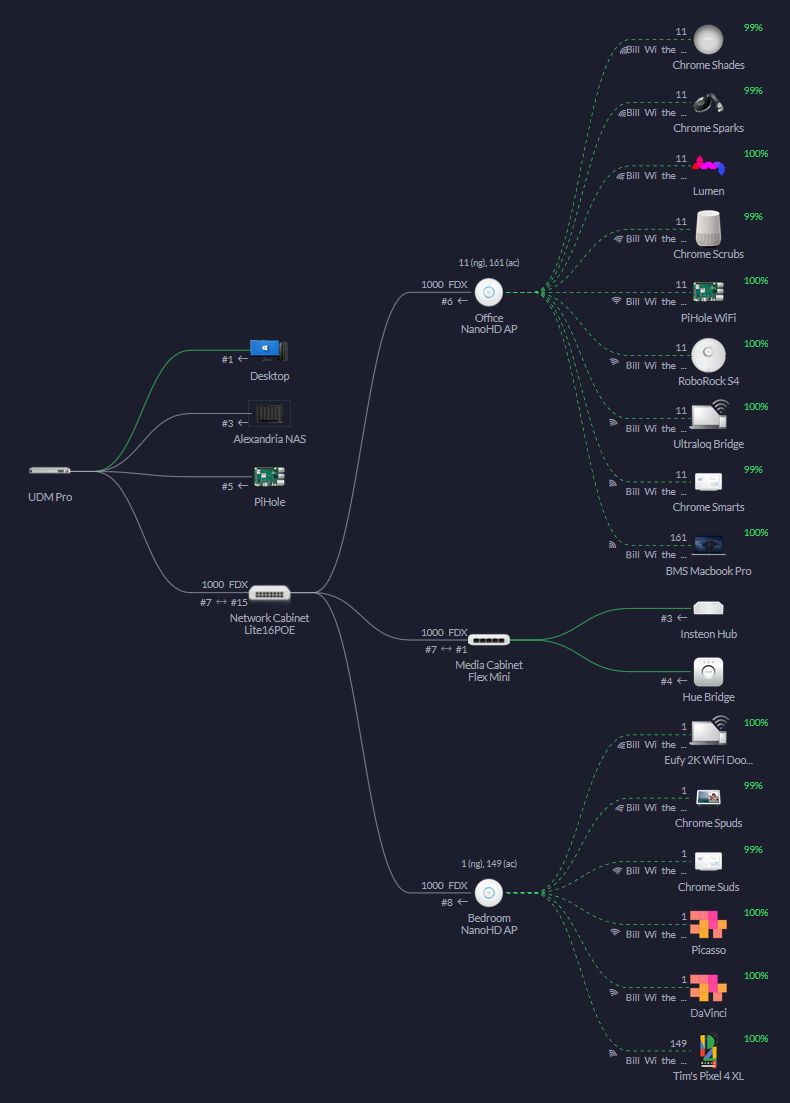 99%
11
Bill Wi the ...
Chrome Shades
99%
11
Bill Wi the ...
Chrome Sparks
100%
11
Bill Wi the ...
Lumen
99%
11
Bill Wi the ...
Chrome Scrubs
11 (ng), 161 (ac)
1000 FDX
#6 ←
Office
NanoHD AP
100%
11
Bill Wi the ...
PiHole WiFi
100%
11
Bill Wi the ...
RoboRock S4
100%
11
Bill Wi the ...
Ultraloq Bridge
99%
11
Bill Wi the ...
Chrome Smarts
100%
161
Bill Wi the ...
BMS Macbook Pro
#1 ←
Desktop
#3 ←
Alexandria NAS
UDM Pro
#5 ←
PiHole
1000 FDX
#7 ↔ #15
Network Cabinet
Lite16POE
1000 FDX
#7 ↔ #1
Media Cabinet
Flex Mini
#3 ←
Insteon Hub
#4 ←
Hue Bridge
100%
1
Bill Wi the ...
Eufy 2K WiFi Doo...
99%
1
Bill Wi the ...
Chrome Spuds
99%
1
Bill Wi the ...
Chrome Suds
1 (ng), 149 (ac)
1000 FDX
#8 ←
Bedroom
NanoHD AP
100%
1
Bill Wi the ...
Picasso
100%
1
Bill Wi the ...
DaVinci
100%
149
Bill Wi the ...
Tim's Pixel 4 XL